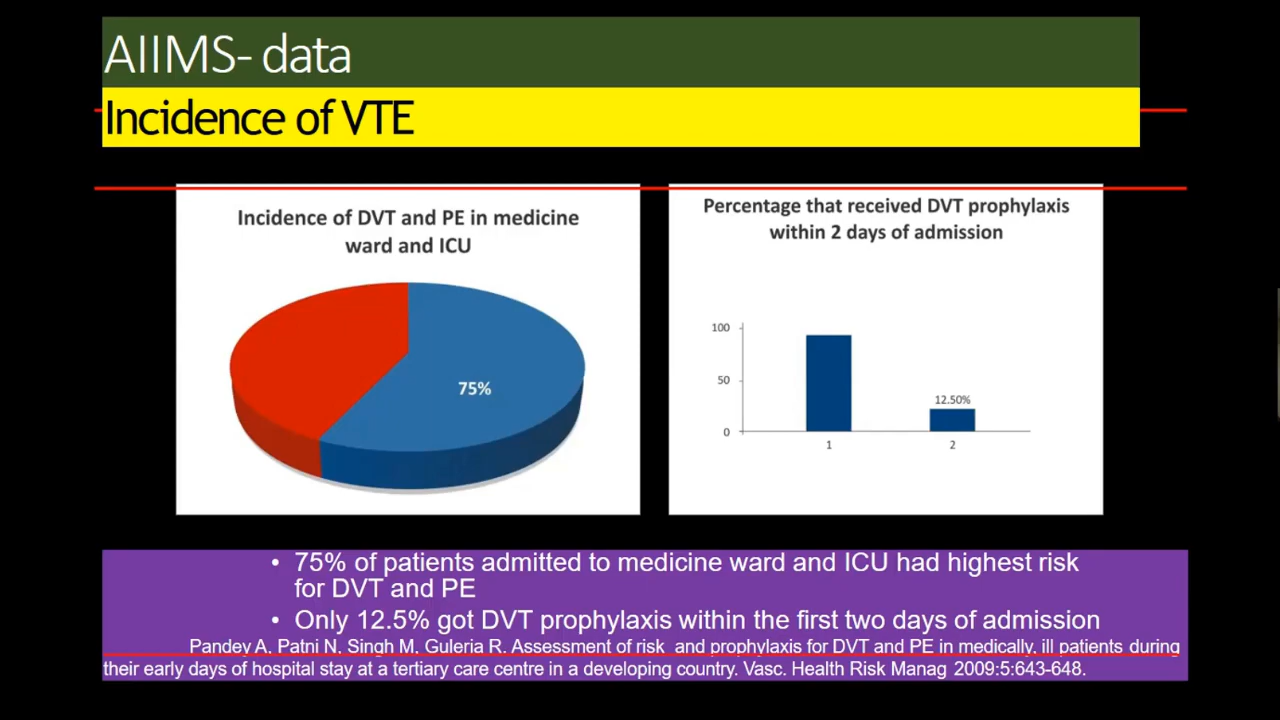 AIIMS- data
Incidence of VTE
Incidence of DVT and PE in medicine
ward and ICU
75%
Percentage that received DVT prophylaxis
within 2 days of admission
100
50
0
12.50%
1
2
• 75% of patients admitted to medicine ward and ICU had highest risk
for DVT and PE
• Only 12.5% got DVT prophylaxis within the first two days of admission
Pandey A, Patni N, Singh M, Guleria R. Assessment of risk and prophylaxis for DVT and PE in medically, ill patients during
their early days of hospital stay at a tertiary care centre in a developing country. Vasc. Health Risk Manag 2009:5:643-648.